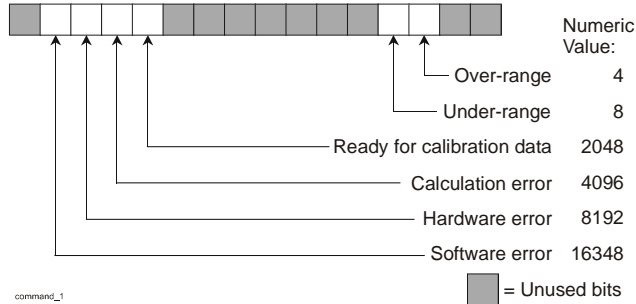 Numeric
Value:
Over-range 4
Under-range 8
Ready for calibration data 2048
Calculation error 4096
Hardware error 8192
Software error 16348
= Unused bits
command_1